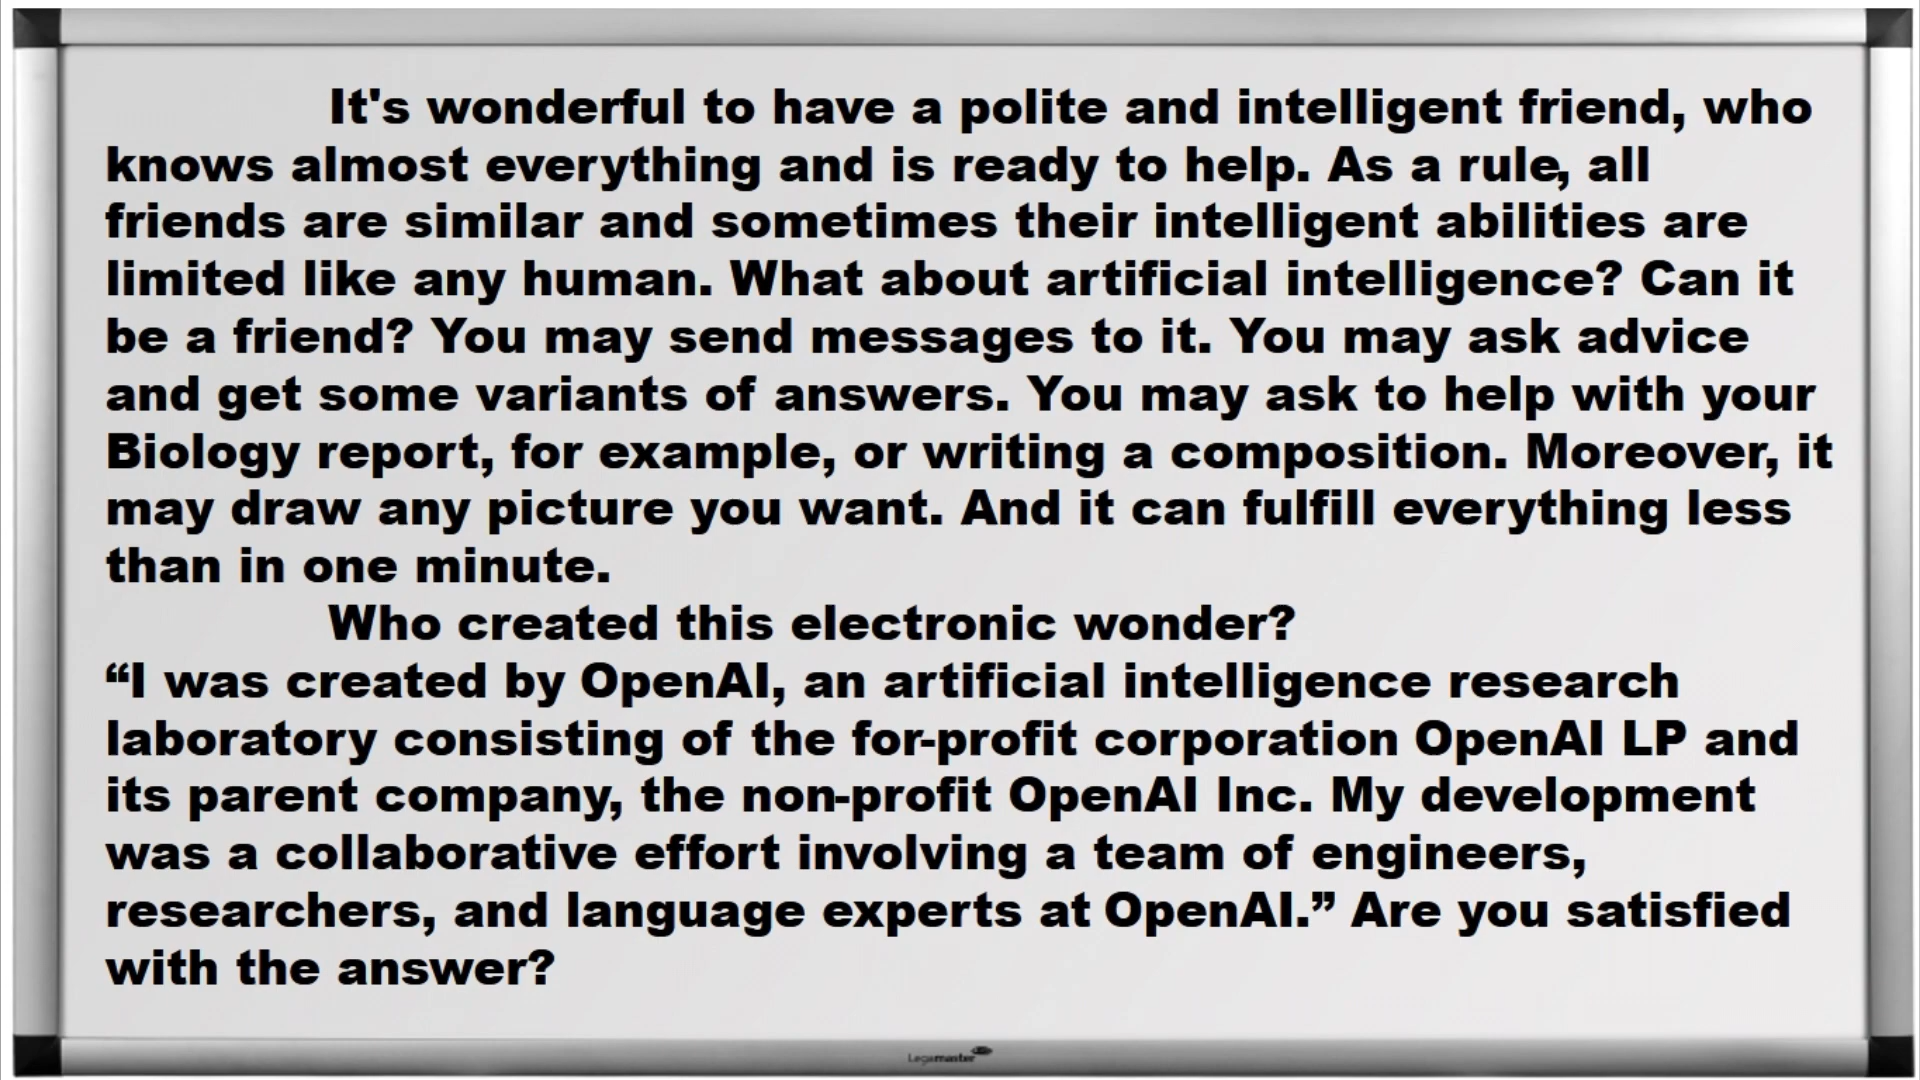 It's wonderful to have a polite and intelligent friend, who
knows almost everything and is ready to help. As a rule, all
friends are similar and sometimes their intelligent abilities are
limited like any human. What about artificial intelligence? Can it
be a friend? You may send messages to it. You may ask advice
and get some variants of answers. You may ask to help with your
Biology report, for example, or writing a composition. Moreover, it
may draw any picture you want. And it can fulfill everything less
than in one minute.
Who created this electronic wonder?
“I was created by OpenAI, an artificial intelligence research
laboratory consisting of the for-profit corporation OpenAI LP and
its parent company, the non-profit OpenAI Inc. My development
was a collaborative effort involving a team of engineers,
researchers, and language experts at OpenAI.” Are you satisfied
with the answer?
Legamaster